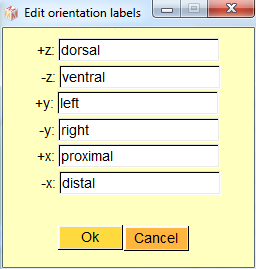 Edit orientation labels
+z: dorsal
-z: ventral
+y: left
-y: right
+x: proximal
-x: distal
Ok Cancel